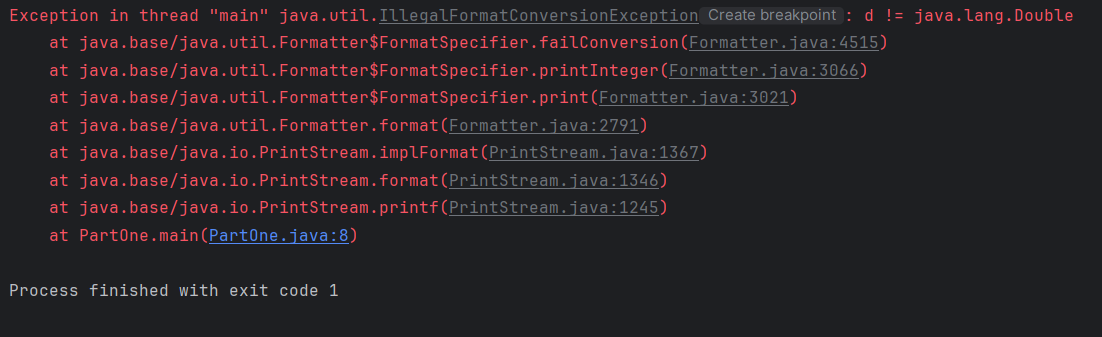 Exception in thread "main" java.util.IllegalFormatConversionException Create breakpoint : d != java.lang.Double
    at java.base/java.util.Formatter$FormatSpecifier.failConversion(Formatter.java:4515)
    at java.base/java.util.Formatter$FormatSpecifier.printInteger(Formatter.java:3066)
    at java.base/java.util.Formatter$FormatSpecifier.print(Formatter.java:3021)
    at java.base/java.util.Formatter.format(Formatter.java:2791)
    at java.base/java.io.PrintStream.implFormat(PrintStream.java:1367)
    at java.base/java.io.PrintStream.format(PrintStream.java:1346)
    at java.base/java.io.PrintStream.printf(PrintStream.java:1245)
    at PartOne.main(PartOne.java:8)
Process finished with exit code 1